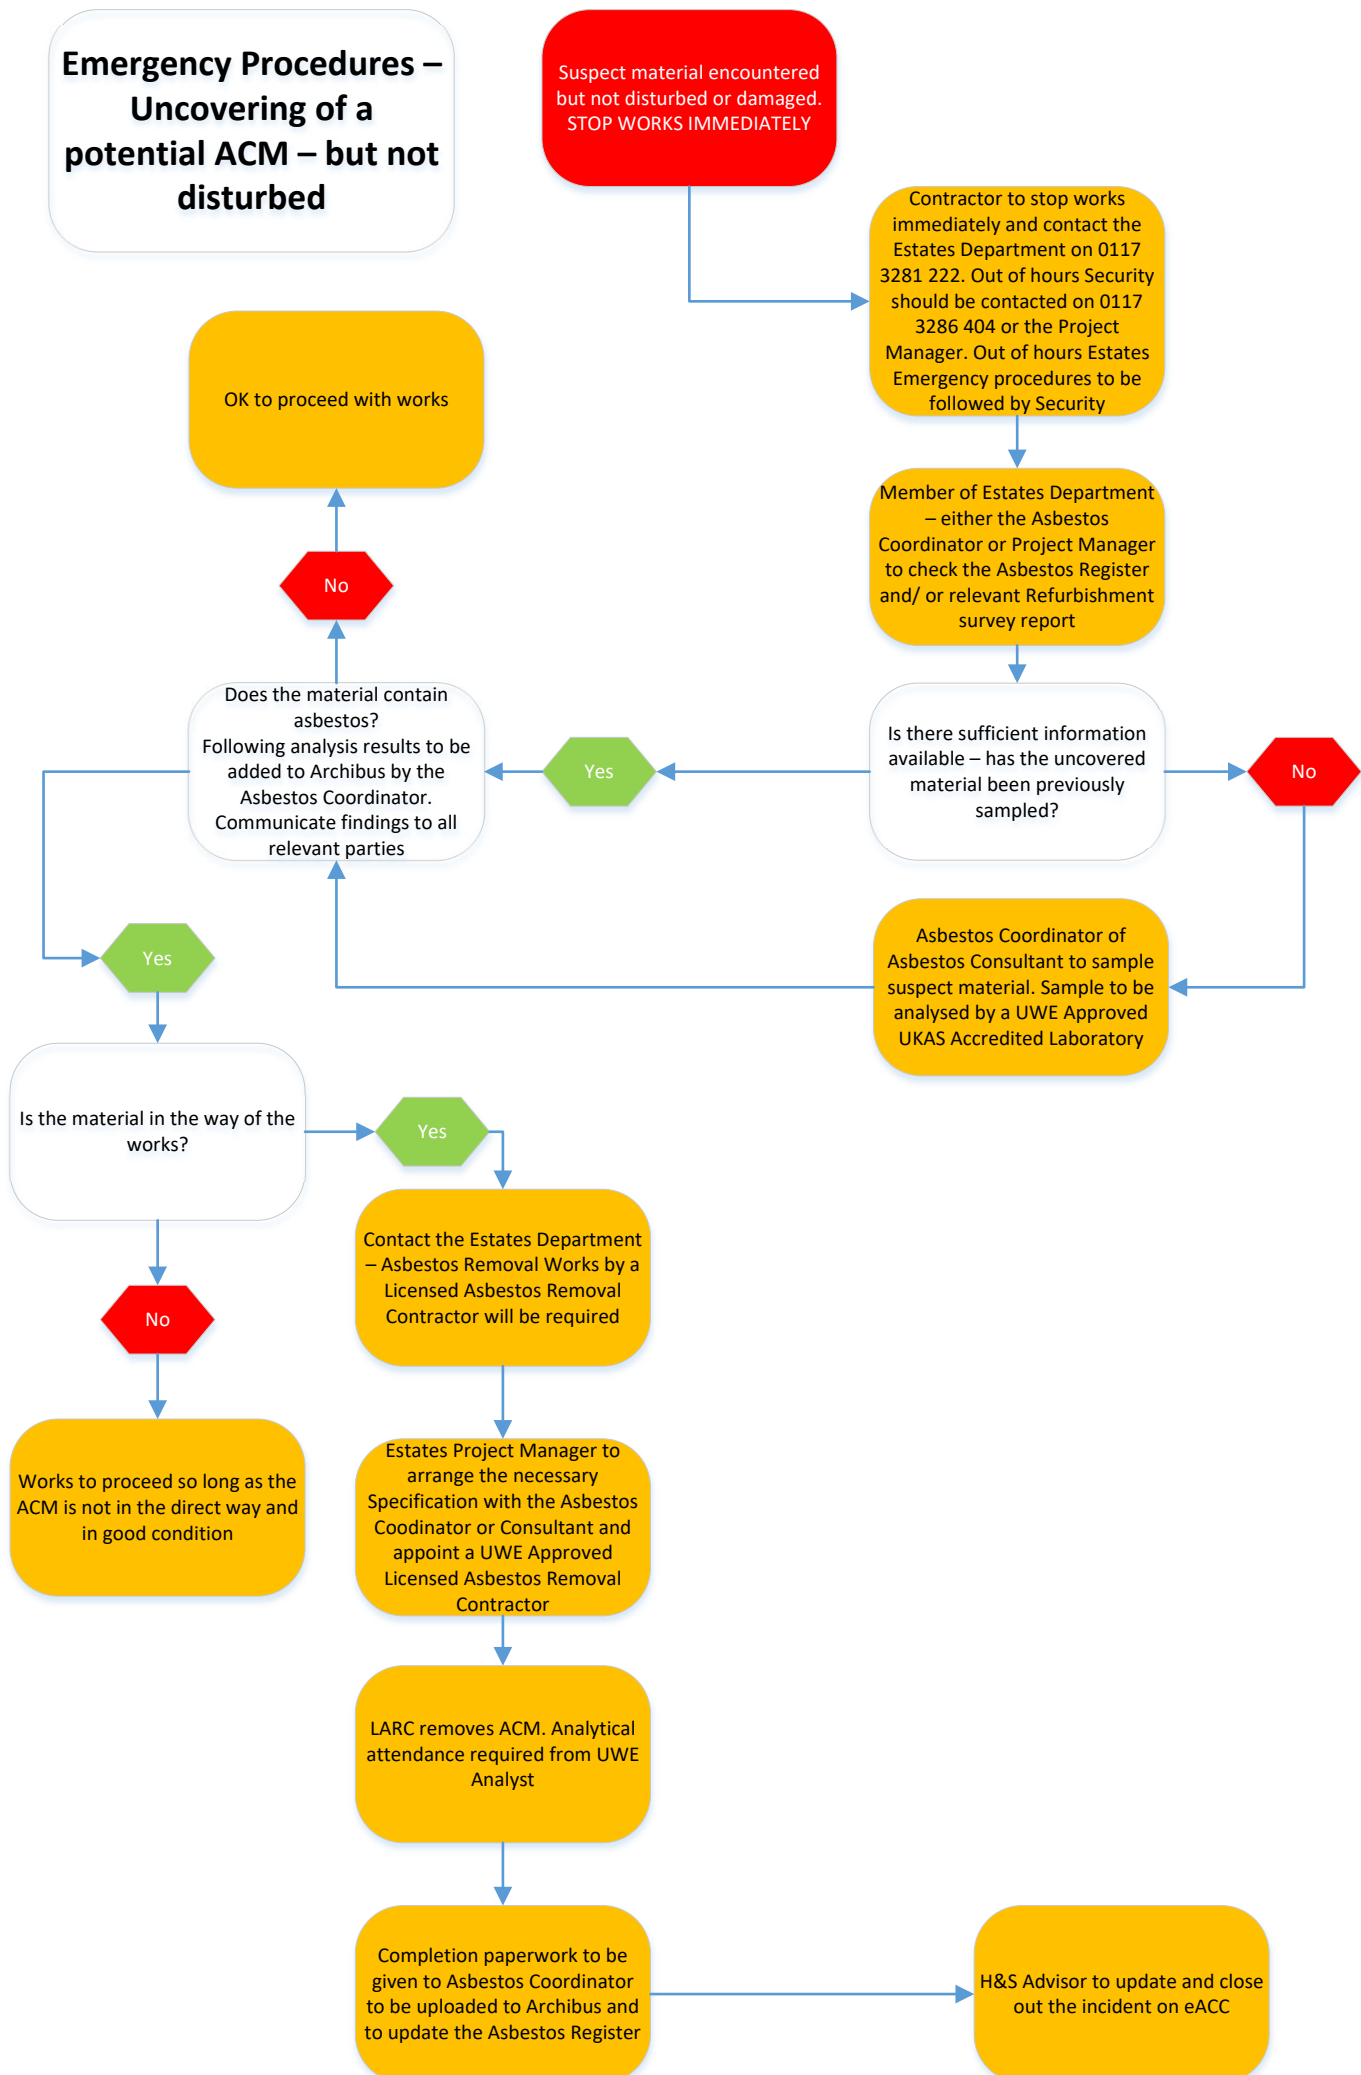 Emergency Procedures –
Uncovering of a
potential ACM – but not
disturbed
Suspect material encountered
but not disturbed or damaged.
STOP WORKS IMMEDIATELY
Contractor to stop works
immediately and contact the
Estates Department on 0117
3281 222. Out of hours Security
should be contacted on 0117
3286 404 or the Project
Manager. Out of hours Estates
Emergency procedures to be
followed by Security
Member of Estates Department
– either the Asbestos
Coordinator or Project Manager
to check the Asbestos Register
and/ or relevant Refurbishment
survey report
Is there sufficient information
available – has the uncovered
material been previously
sampled?
No
Yes
Asbestos Coordinator of
Asbestos Consultant to sample
suspect material. Sample to be
analysed by a UWE Approved
UKAS Accredited Laboratory
Does the material contain
asbestos?
Following analysis results to be
added to Archibus by the
Asbestos Coordinator.
Communicate findings to all
relevant parties
No
OK to proceed with works
Yes
Is the material in the way of the
works?
No
Works to proceed so long as the
ACM is not in the direct way and
in good condition
Yes
Contact the Estates Department
– Asbestos Removal Works by a
Licensed Asbestos Removal
Contractor will be required
Estates Project Manager to
arrange the necessary
Specification with the Asbestos
Coodinator or Consultant and
appoint a UWE Approved
Licensed Asbestos Removal
Contractor
LARC removes ACM. Analytical
attendance required from UWE
Analyst
Completion paperwork to be
given to Asbestos Coordinator
to be uploaded to Archibus and
to update the Asbestos Register
H&S Advisor to update and close
out the incident on eACC